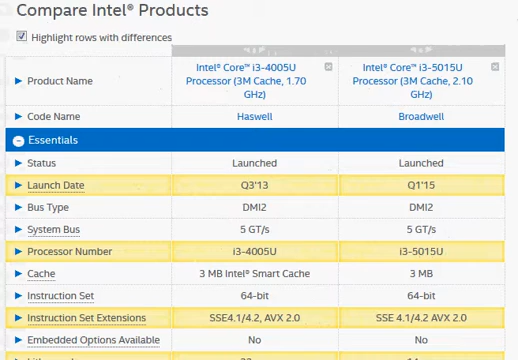 Compare Intel® Products
Highlight rows with differences
Product Name
Intel® Core™ i3-4005U
Processor (3M Cache, 1.70
GHz)
Intel® Core™ i3-5015U
Processor (3M Cache, 2.10
GHz)
Code Name Haswell Broadwell
Essentials
Status Launched Launched
Launch Date Q3'13 Q1'15
Bus Type DMI2 DMI2
System Bus 5 GT/s 5 GT/s
Processor Number i3-4005U i3-5015U
Cache 3 MB Intel® Smart Cache 3 MB
Instruction Set 64-bit 64-bit
Instruction Set Extensions SSE4.1/4.2, AVX 2.0 SSE 4.1/4.2 AVX 2.0
Embedded Options Available No No